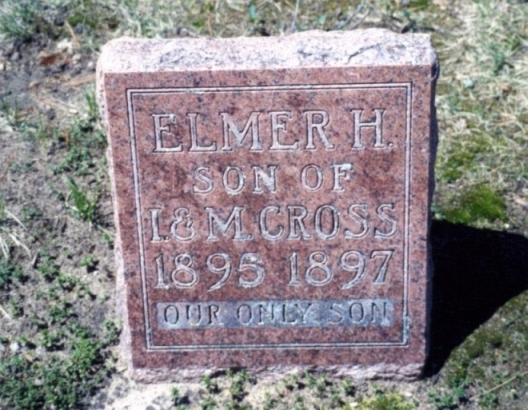 ELMER H.
SON OF
I. & M. CROSS
1895 1897
OUR ONLY SON